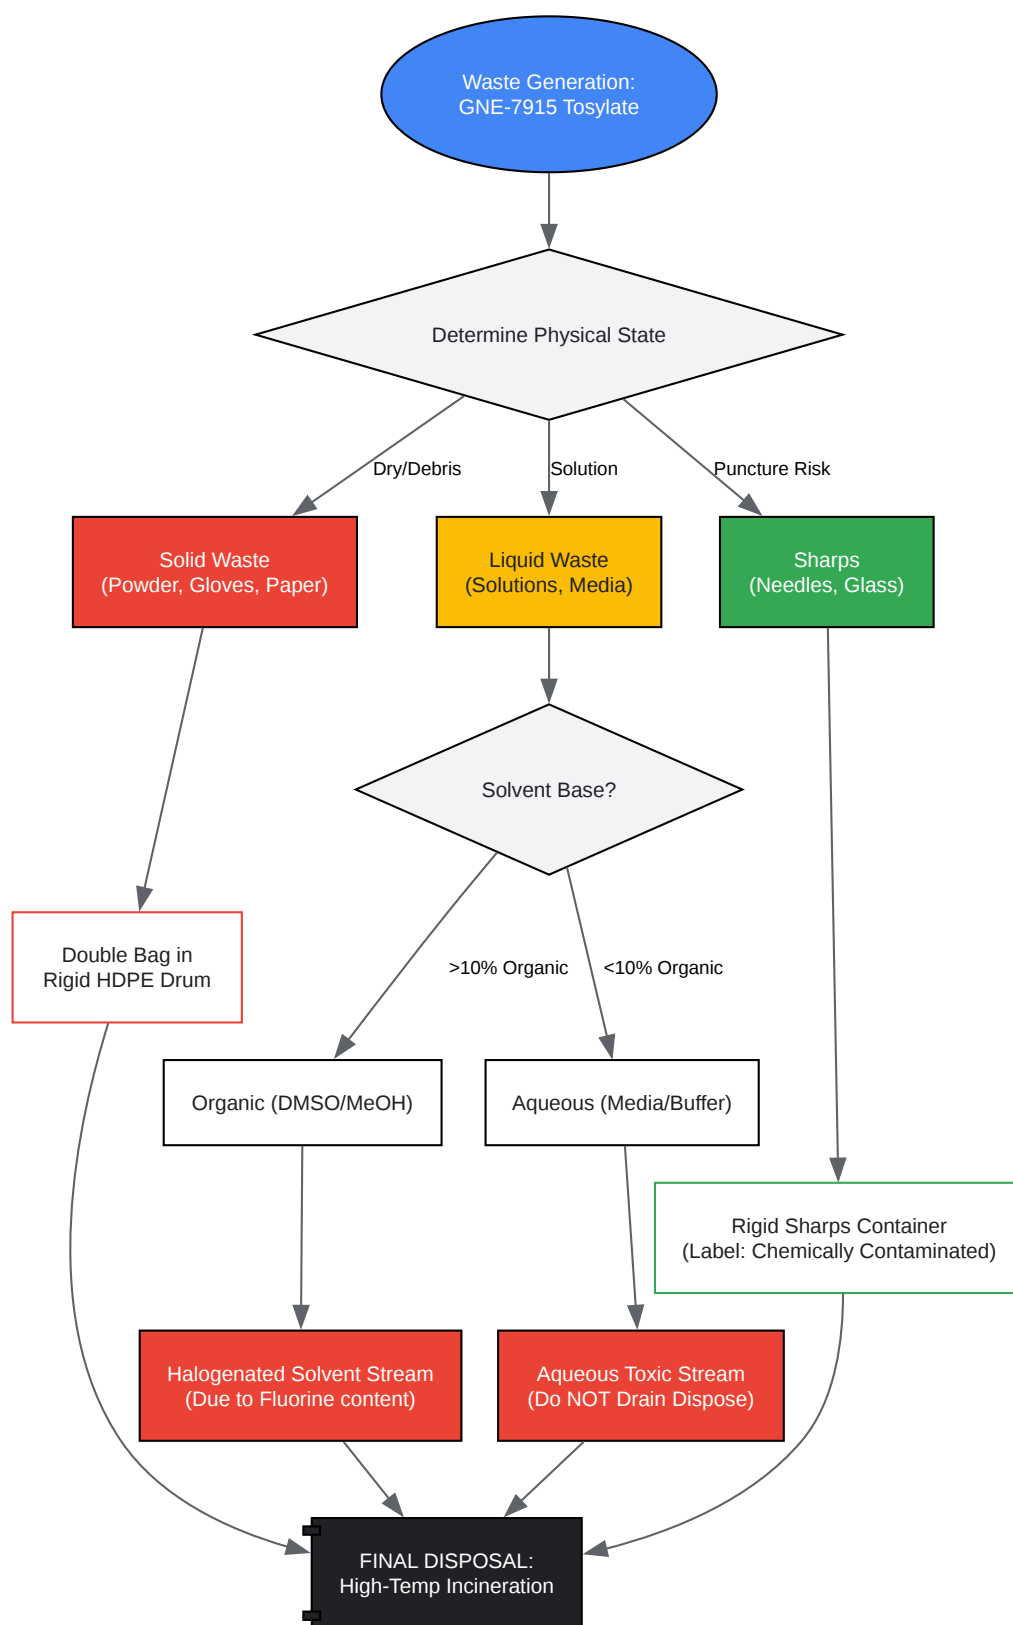 Waste Generation:
GNE-7915 Tosylate
Determine Physical State
Dry/Debris
Solution
Puncture Risk
Solid Waste
(Powder, Gloves, Paper)
Liquid Waste
(Solutions, Media)
Sharps
(Needles, Glass)
Solvent Base?
Double Bag in
Rigid HDPE Drum
>10% Organic
<10% Organic
Organic (DMSO/MeOH)
Aqueous (Media/Buffer)
Rigid Sharps Container
(Label: Chemically Contaminated)
Halogenated Solvent Stream
(Due to Fluorine content)
Aqueous Toxic Stream
(Do NOT Drain Dispose)
FINAL DISPOSAL:
High-Temp Incineration